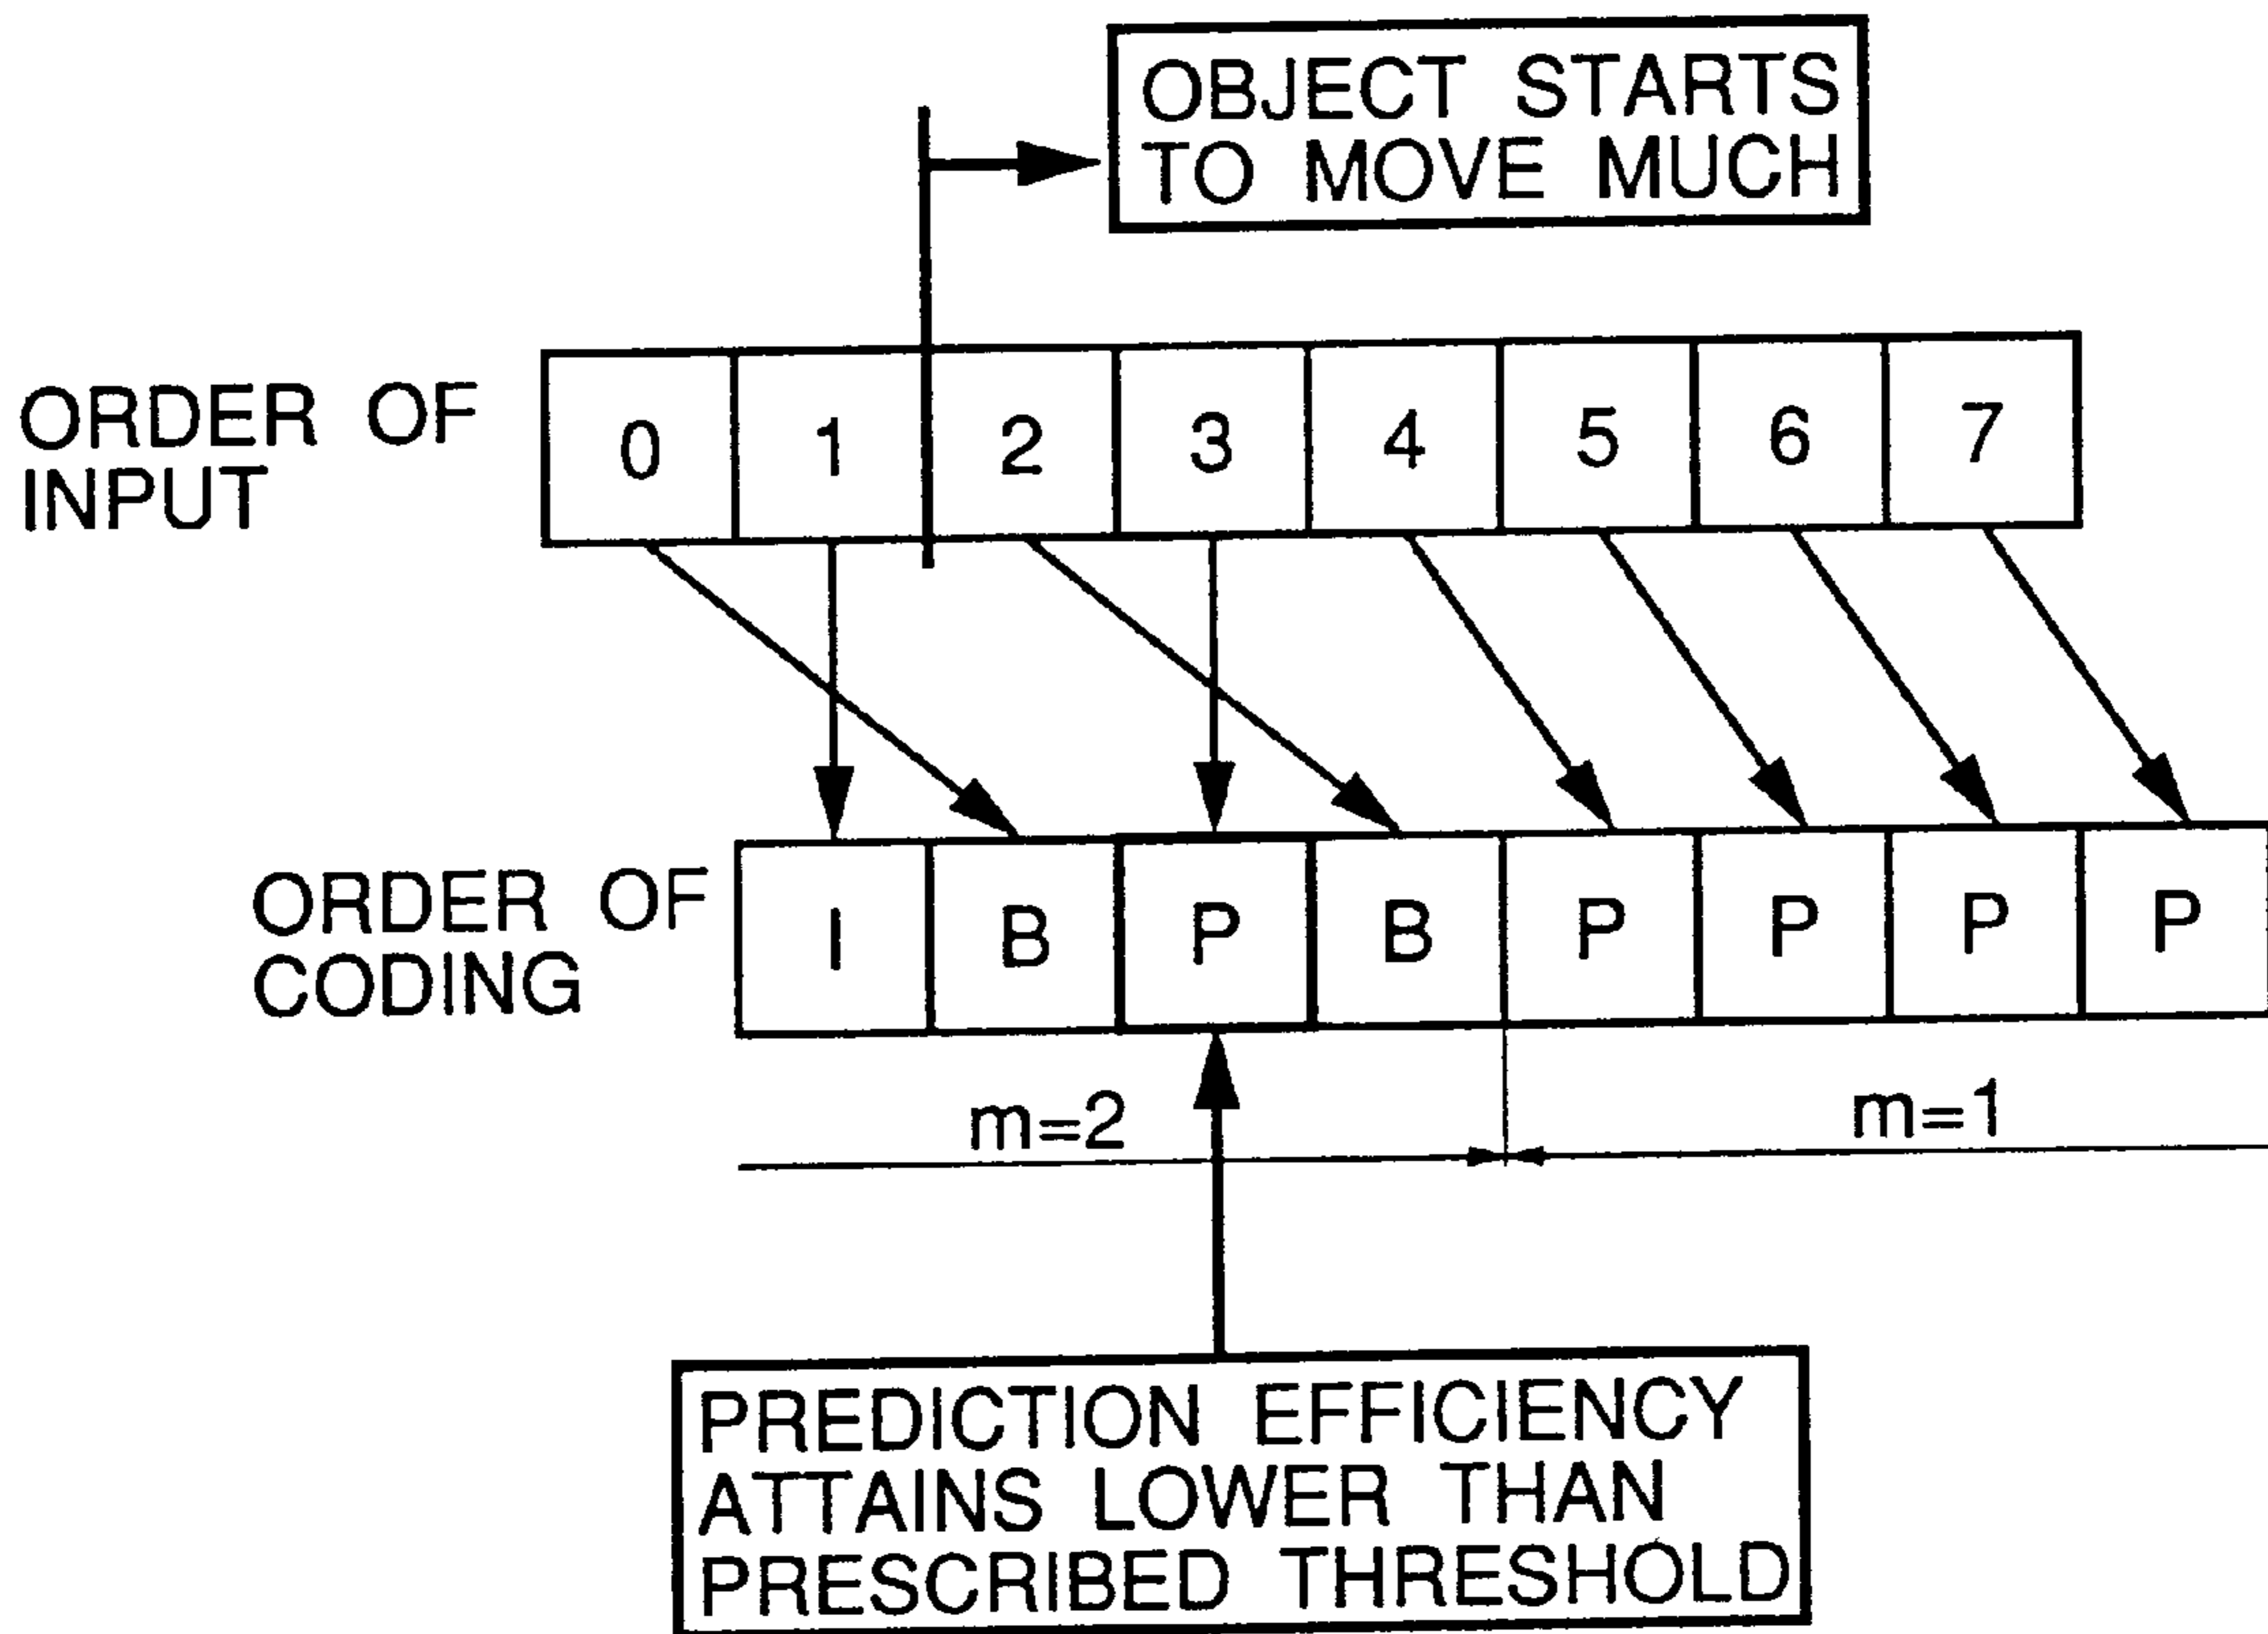 OBJECT STARTS
TO MOVE MUCH
ORDER OF
INPUT
0 1 2 3 4 5 6 7
ORDER OF
CODING
I B P B P P P P
m=2
m=1
PREDICTION EFFICIENCY
ATTAINS LOWER THAN
PRESCRIBED THRESHOLD